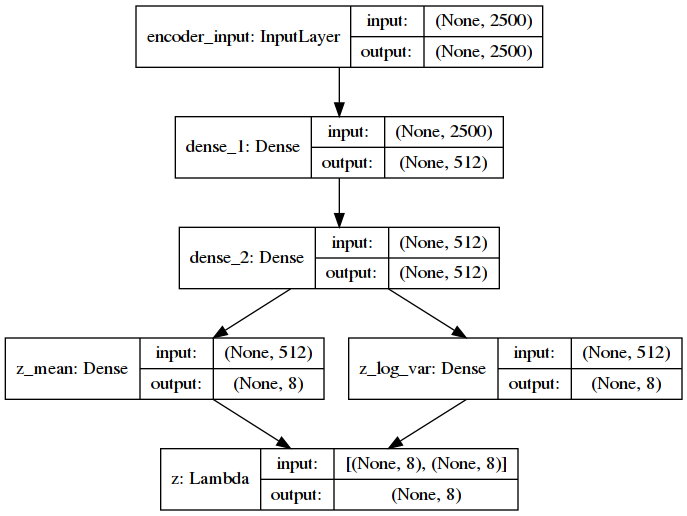 encoder_input: InputLayer
input: (None, 2500)
output: (None, 2500)
dense_1: Dense
input: (None, 2500)
output: (None, 512)
dense_2: Dense
input: (None, 512)
output: (None, 512)
z_mean: Dense
input: (None, 512)
output: (None, 8)
z_log_var: Dense
input: (None, 512)
output: (None, 8)
z: Lambda
input: [(None, 8), (None, 8)]
output: (None, 8)